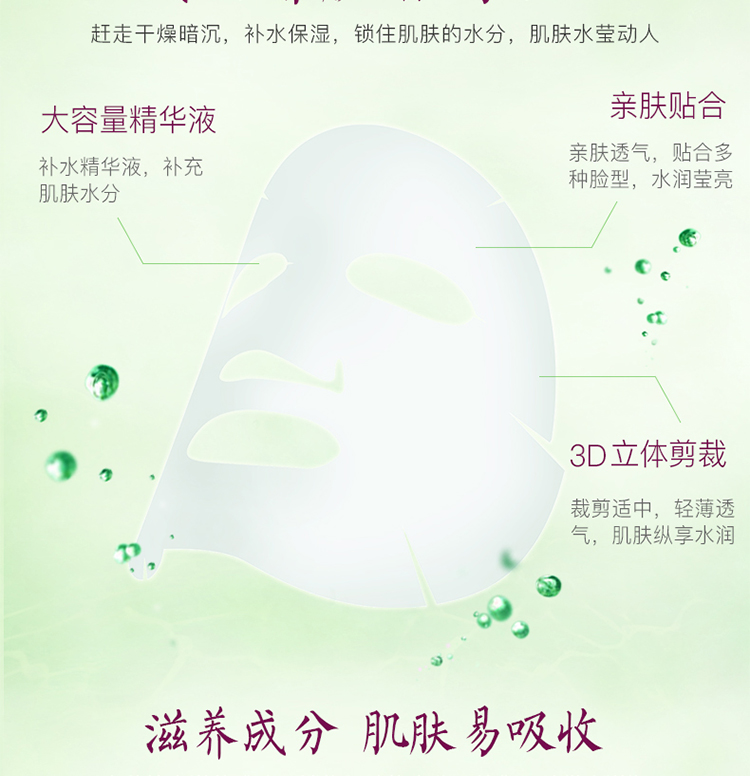 赶走干燥暗沉，补水保湿，锁住肌肤的水分，肌肤水莹动人
大容量精华液
补水精华液，补充
肌肤水分
亲肤贴合
亲肤透气，贴合多
种脸型，水润莹亮
3D立体剪裁
裁剪适中，轻薄透
气，肌肤纵享水润
滋养成分 肌肤易吸收